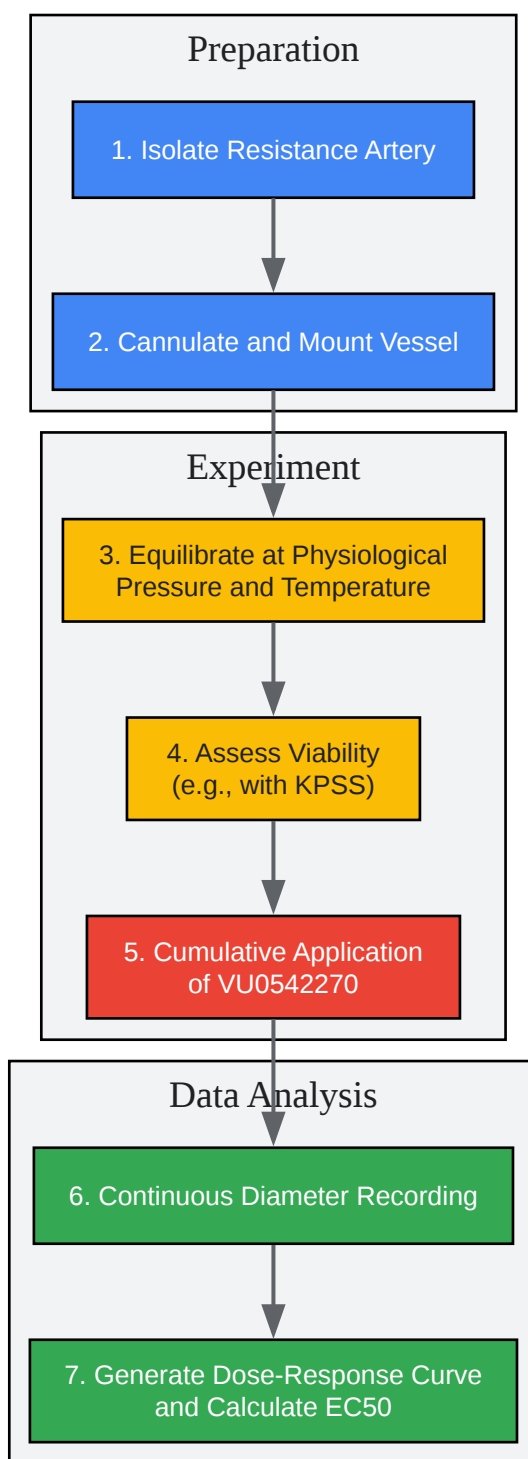 Preparation
1. Isolate Resistance Artery
2. Cannulate and Mount Vessel
Experiment
3. Equilibrate at Physiological
Pressure and Temperature
4. Assess Viability
(e.g., with KPSS)
5. Cumulative Application
of VU0542270
Data Analysis
6. Continuous Diameter Recording
7. Generate Dose-Response Curve
and Calculate EC50